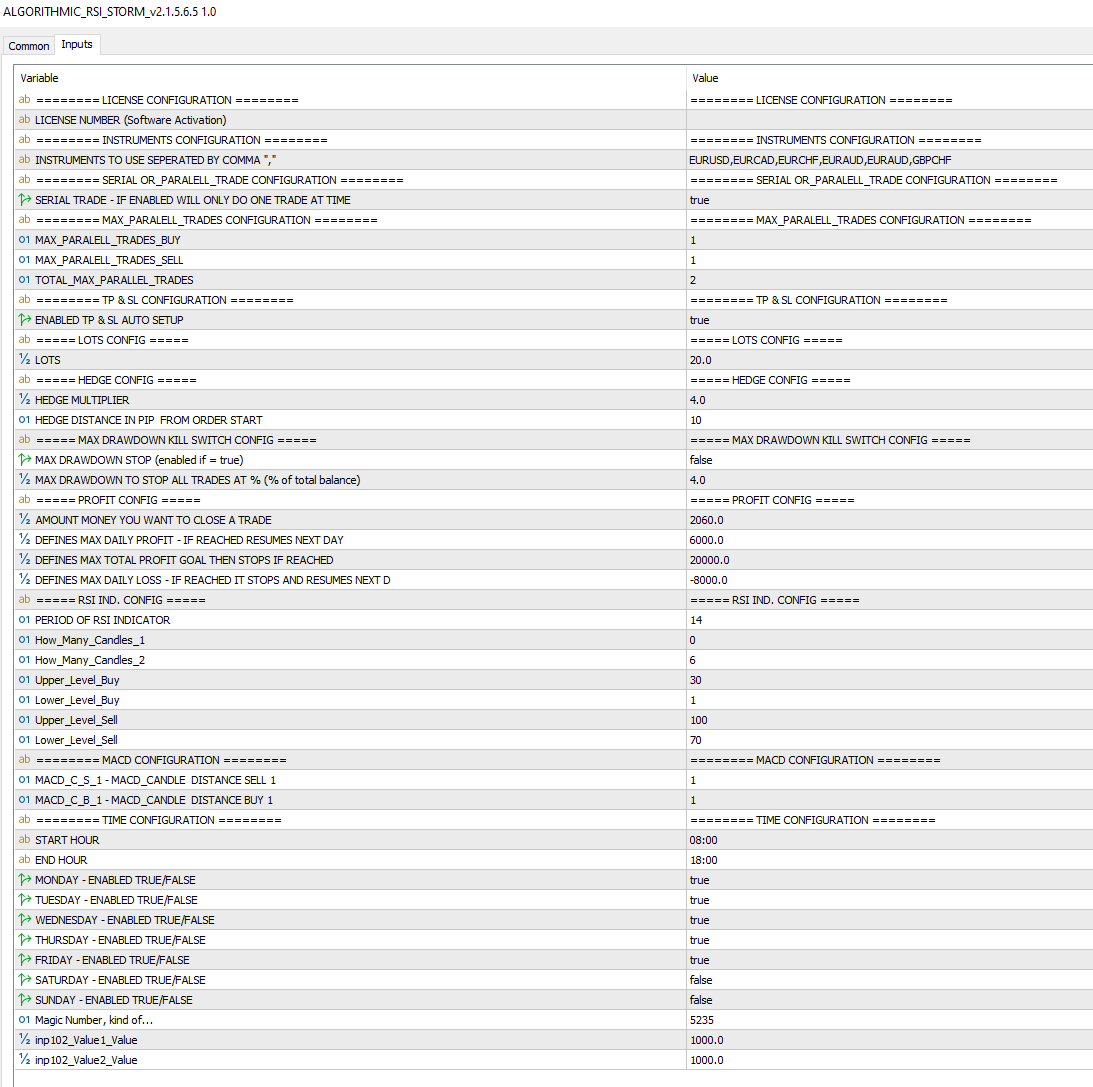 ALGORITHMIC_RSI_STORM_v2.1.5.6.5 1.0
Common Inputs
Variable Value
ab ======== LICENSE CONFIGURATION ======== ======== LICENSE CONFIGURATION ========
ab LICENSE NUMBER (Software Activation)
ab ======== INSTRUMENTS CONFIGURATION ======== ======== INSTRUMENTS CONFIGURATION ========
ab INSTRUMENTS TO USE SEPERATED BY COMMA "," EURUSD,EURCAD,EURCHF,EURAUD,EURAUD,GBPCHF
ab ======== SERIAL OR_PARALELL_TRADE CONFIGURATION ======== ======== SERIAL OR_PARALELL_TRADE CONFIGURATION ========
SERIAL TRADE - IF ENABLED WILL ONLY DO ONE TRADE AT TIME true
ab ======== MAX_PARALELL_TRADES CONFIGURATION ======== ======== MAX_PARALELL_TRADES CONFIGURATION ========
01 MAX_PARALELL_TRADES_BUY 1
01 MAX_PARALELL_TRADES_SELL 1
01 TOTAL_MAX_PARALLEL_TRADES 2
ab ======== TP & SL CONFIGURATION ======== ======== TP & SL CONFIGURATION ========
ENABLED TP & SL AUTO SETUP true
ab ===== LOTS CONFIG ===== ===== LOTS CONFIG =====
½ LOTS 20.0
ab ===== HEDGE CONFIG ===== ===== HEDGE CONFIG =====
½ HEDGE MULTIPLIER 4.0
01 HEDGE DISTANCE IN PIP  FROM ORDER START 10
ab ===== MAX DRAWDOWN KILL SWITCH CONFIG ===== ===== MAX DRAWDOWN KILL SWITCH CONFIG =====
MAX DRAWDOWN STOP (enabled if = true) false
½ MAX DRAWDOWN TO STOP ALL TRADES AT % (% of total balance) 4.0
ab ===== PROFIT CONFIG ===== ===== PROFIT CONFIG =====
½ AMOUNT MONEY YOU WANT TO CLOSE A TRADE 2060.0
½ DEFINES MAX DAILY PROFIT - IF REACHED RESUMES NEXT DAY 6000.0
½ DEFINES MAX TOTAL PROFIT GOAL THEN STOPS IF REACHED 20000.0
½ DEFINES MAX DAILY LOSS - IF REACHED IT STOPS AND RESUMES NEXT D -8000.0
ab ===== RSI IND. CONFIG ===== ===== RSI IND. CONFIG =====
01 PERIOD OF RSI INDICATOR 14
01 How_Many_Candles_1 0
01 How_Many_Candles_2 6
01 Upper_Level_Buy 30
01 Lower_Level_Buy 1
01 Upper_Level_Sell 100
01 Lower_Level_Sell 70
ab ======== MACD CONFIGURATION ======== ======== MACD CONFIGURATION ========
01 MACD_C_S_1 - MACD_CANDLE  DISTANCE SELL 1 1
01 MACD_C_B_1 - MACD_CANDLE  DISTANCE BUY 1 1
ab ======== TIME CONFIGURATION ======== ======== TIME CONFIGURATION ========
ab START HOUR 08:00
ab END HOUR 18:00
MONDAY - ENABLED TRUE/FALSE true
TUESDAY - ENABLED TRUE/FALSE true
WEDNESDAY - ENABLED TRUE/FALSE true
THURSDAY - ENABLED TRUE/FALSE true
FRIDAY - ENABLED TRUE/FALSE true
SATURDAY - ENABLED TRUE/FALSE false
SUNDAY - ENABLED TRUE/FALSE false
01 Magic Number, kind of... 5235
½ inp102_Value1_Value 1000.0
½ inp102_Value2_Value 1000.0